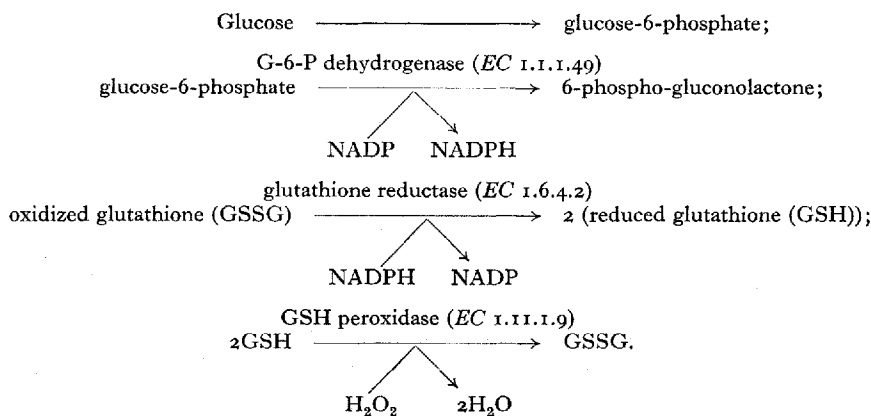 Glucose glucose-6-phosphate;
G-6-P dehydrogenase (EC 1.1.1.49)
glucose-6-phosphate 6-phospho-gluconolactone;
NADP NADPH
glutathione reductase (EC 1.6.4.2)
oxidized glutathione (GSSG) 2 (reduced glutathione (GSH));
NADPH NADP
GSH peroxidase (EC 1.11.1.9)
2GSH GSSG.
H₂O₂ 2H₂O